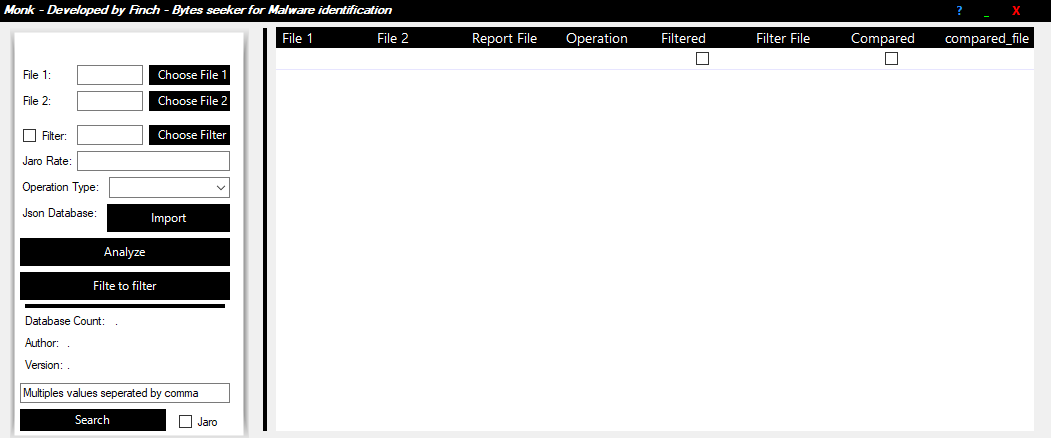 Monk - Developed by Finch - Bytes seeker for Malware identification ? _ X
File 1 File 2 Report File Operation Filtered Filter File Compared compared_file
File 1: Choose File 1
File 2: Choose File 2
Filter: Choose Filter
Jaro Rate:
Operation Type:
Json Database: Import
Analyze
Filte to filter
Database Count: .
Author: .
Version: .
Multiples values seperated by comma
Search Jaro